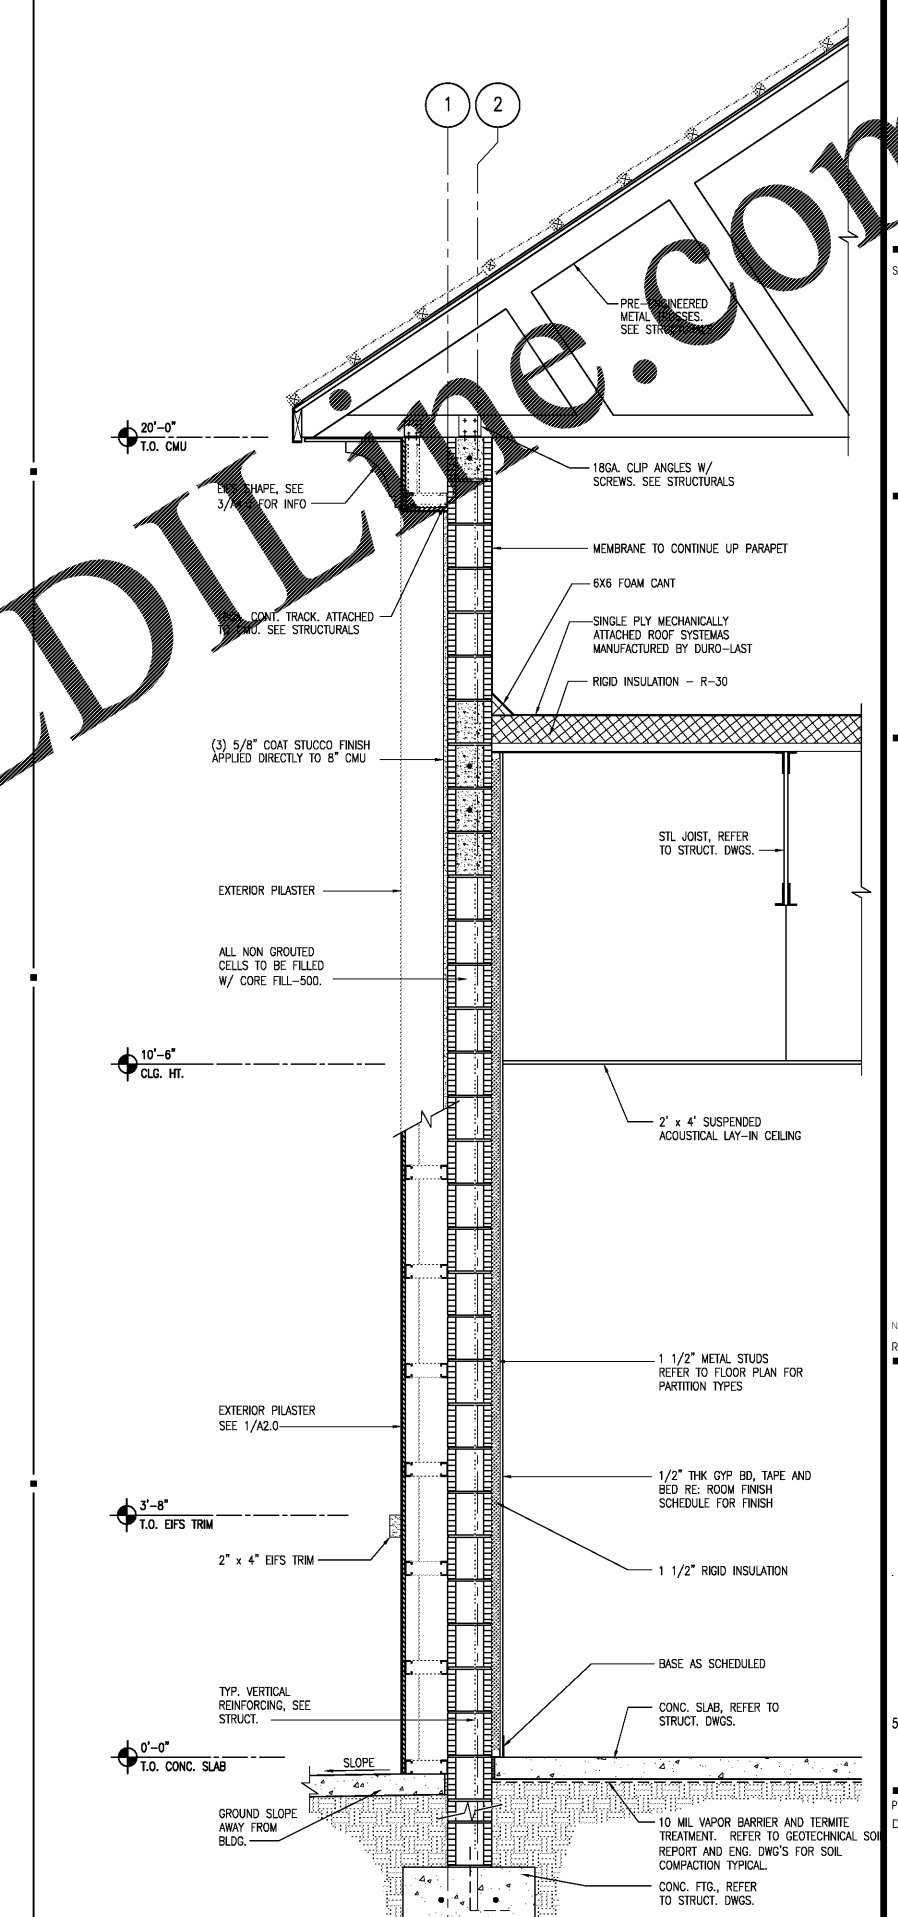 1
2
PRE-ENGINEERED
METAL TRUSSES.
SEE STRUCTURALS
20'-0"
T.O. CMU
18GA. CLIP ANGLES W/
SCREWS. SEE STRUCTURALS
EIFS SHAPE, SEE
FOR INFO
MEMBRANE TO CONTINUE UP PARAPET
6X6 FOAM CANT
CONT. TRACK. ATTACHED
TO CMU. SEE STRUCTURALS
SINGLE PLY MECHANICALLY
ATTACHED ROOF SYSTEMAS
MANUFACTURED BY DURO-LAST
RIGID INSULATION - R-30
(3) 5/8" COAT STUCCO FINISH
APPLIED DIRECTLY TO 8" CMU
STL JOIST, REFER
TO STRUCT. DWGS.
EXTERIOR PILASTER
ALL NON GROUTED
CELLS TO BE FILLED
W/ CORE FILL-500.
10'-6"
CLG. HT.
2' x 4' SUSPENDED
ACOUSTICAL LAY-IN CEILING
1 1/2" METAL STUDS
REFER TO FLOOR PLAN FOR
PARTITION TYPES
EXTERIOR PILASTER
SEE 1/A2.0
1/2" THK GYP BD, TAPE AND
BED RE: ROOM FINISH
SCHEDULE FOR FINISH
3'-8"
T.O. EIFS TRIM
2" x 4" EIFS TRIM
1 1/2" RIGID INSULATION
BASE AS SCHEDULED
TYP. VERTICAL
REINFORCING, SEE
STRUCT.
CONC. SLAB, REFER TO
STRUCT. DWGS.
0'-0"
T.O. CONC. SLAB
SLOPE
GROUND SLOPE
AWAY FROM
BLDG.
10 MIL VAPOR BARRIER AND TERMITE
TREATMENT. REFER TO GEOTECHNICAL SOI
REPORT AND ENG. DWG'S FOR SOIL
COMPACTION TYPICAL.
CONC. FTG., REFER
TO STRUCT. DWGS.
DILine.com
S
N
R
5
P
D